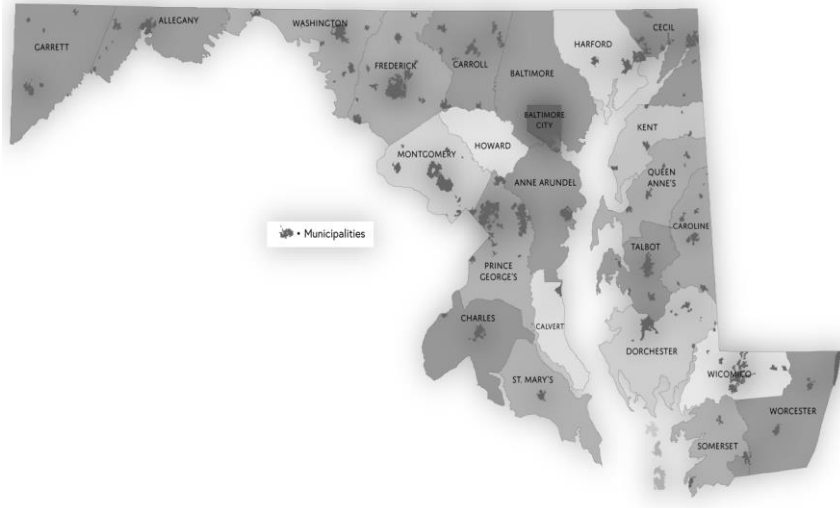 GARRETT
ALLEGANY
WASHINGTON
FREDERICK
CARROLL
BALTIMORE
HARFORD
CECIL
BALTIMORE
CITY
KENT
MONTGOMERY
HOWARD
ANNE ARUNDEL
QUEEN
ANNE'S
CAROLINE
• Municipalities
TALBOT
PRINCE
GEORGE'S
CHARLES
CALVERT
DORCHESTER
ST. MARY'S
WICOMICO
WORCESTER
SOMERSET